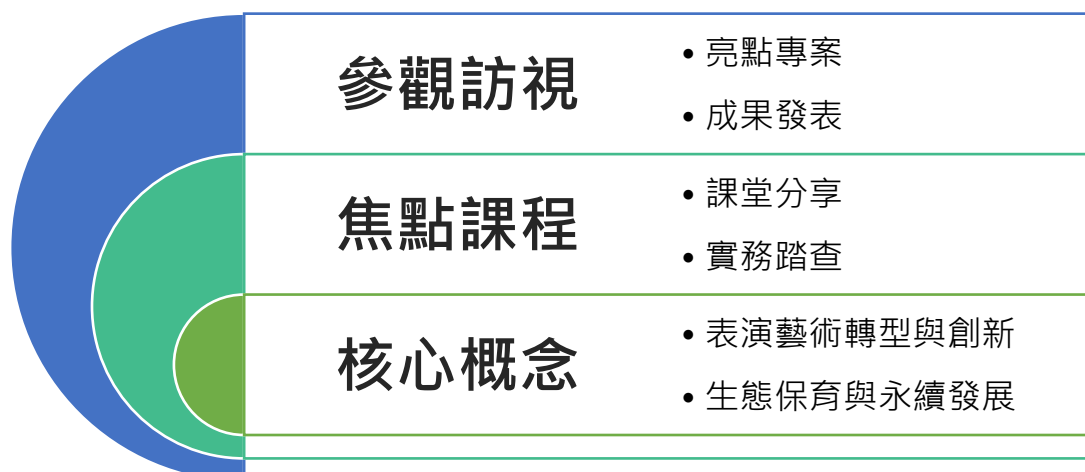 參觀訪視
• 亮點專案
• 成果發表
焦點課程
• 課堂分享
• 實務踏查
核心概念
• 表演藝術轉型與創新
• 生態保育與永續發展